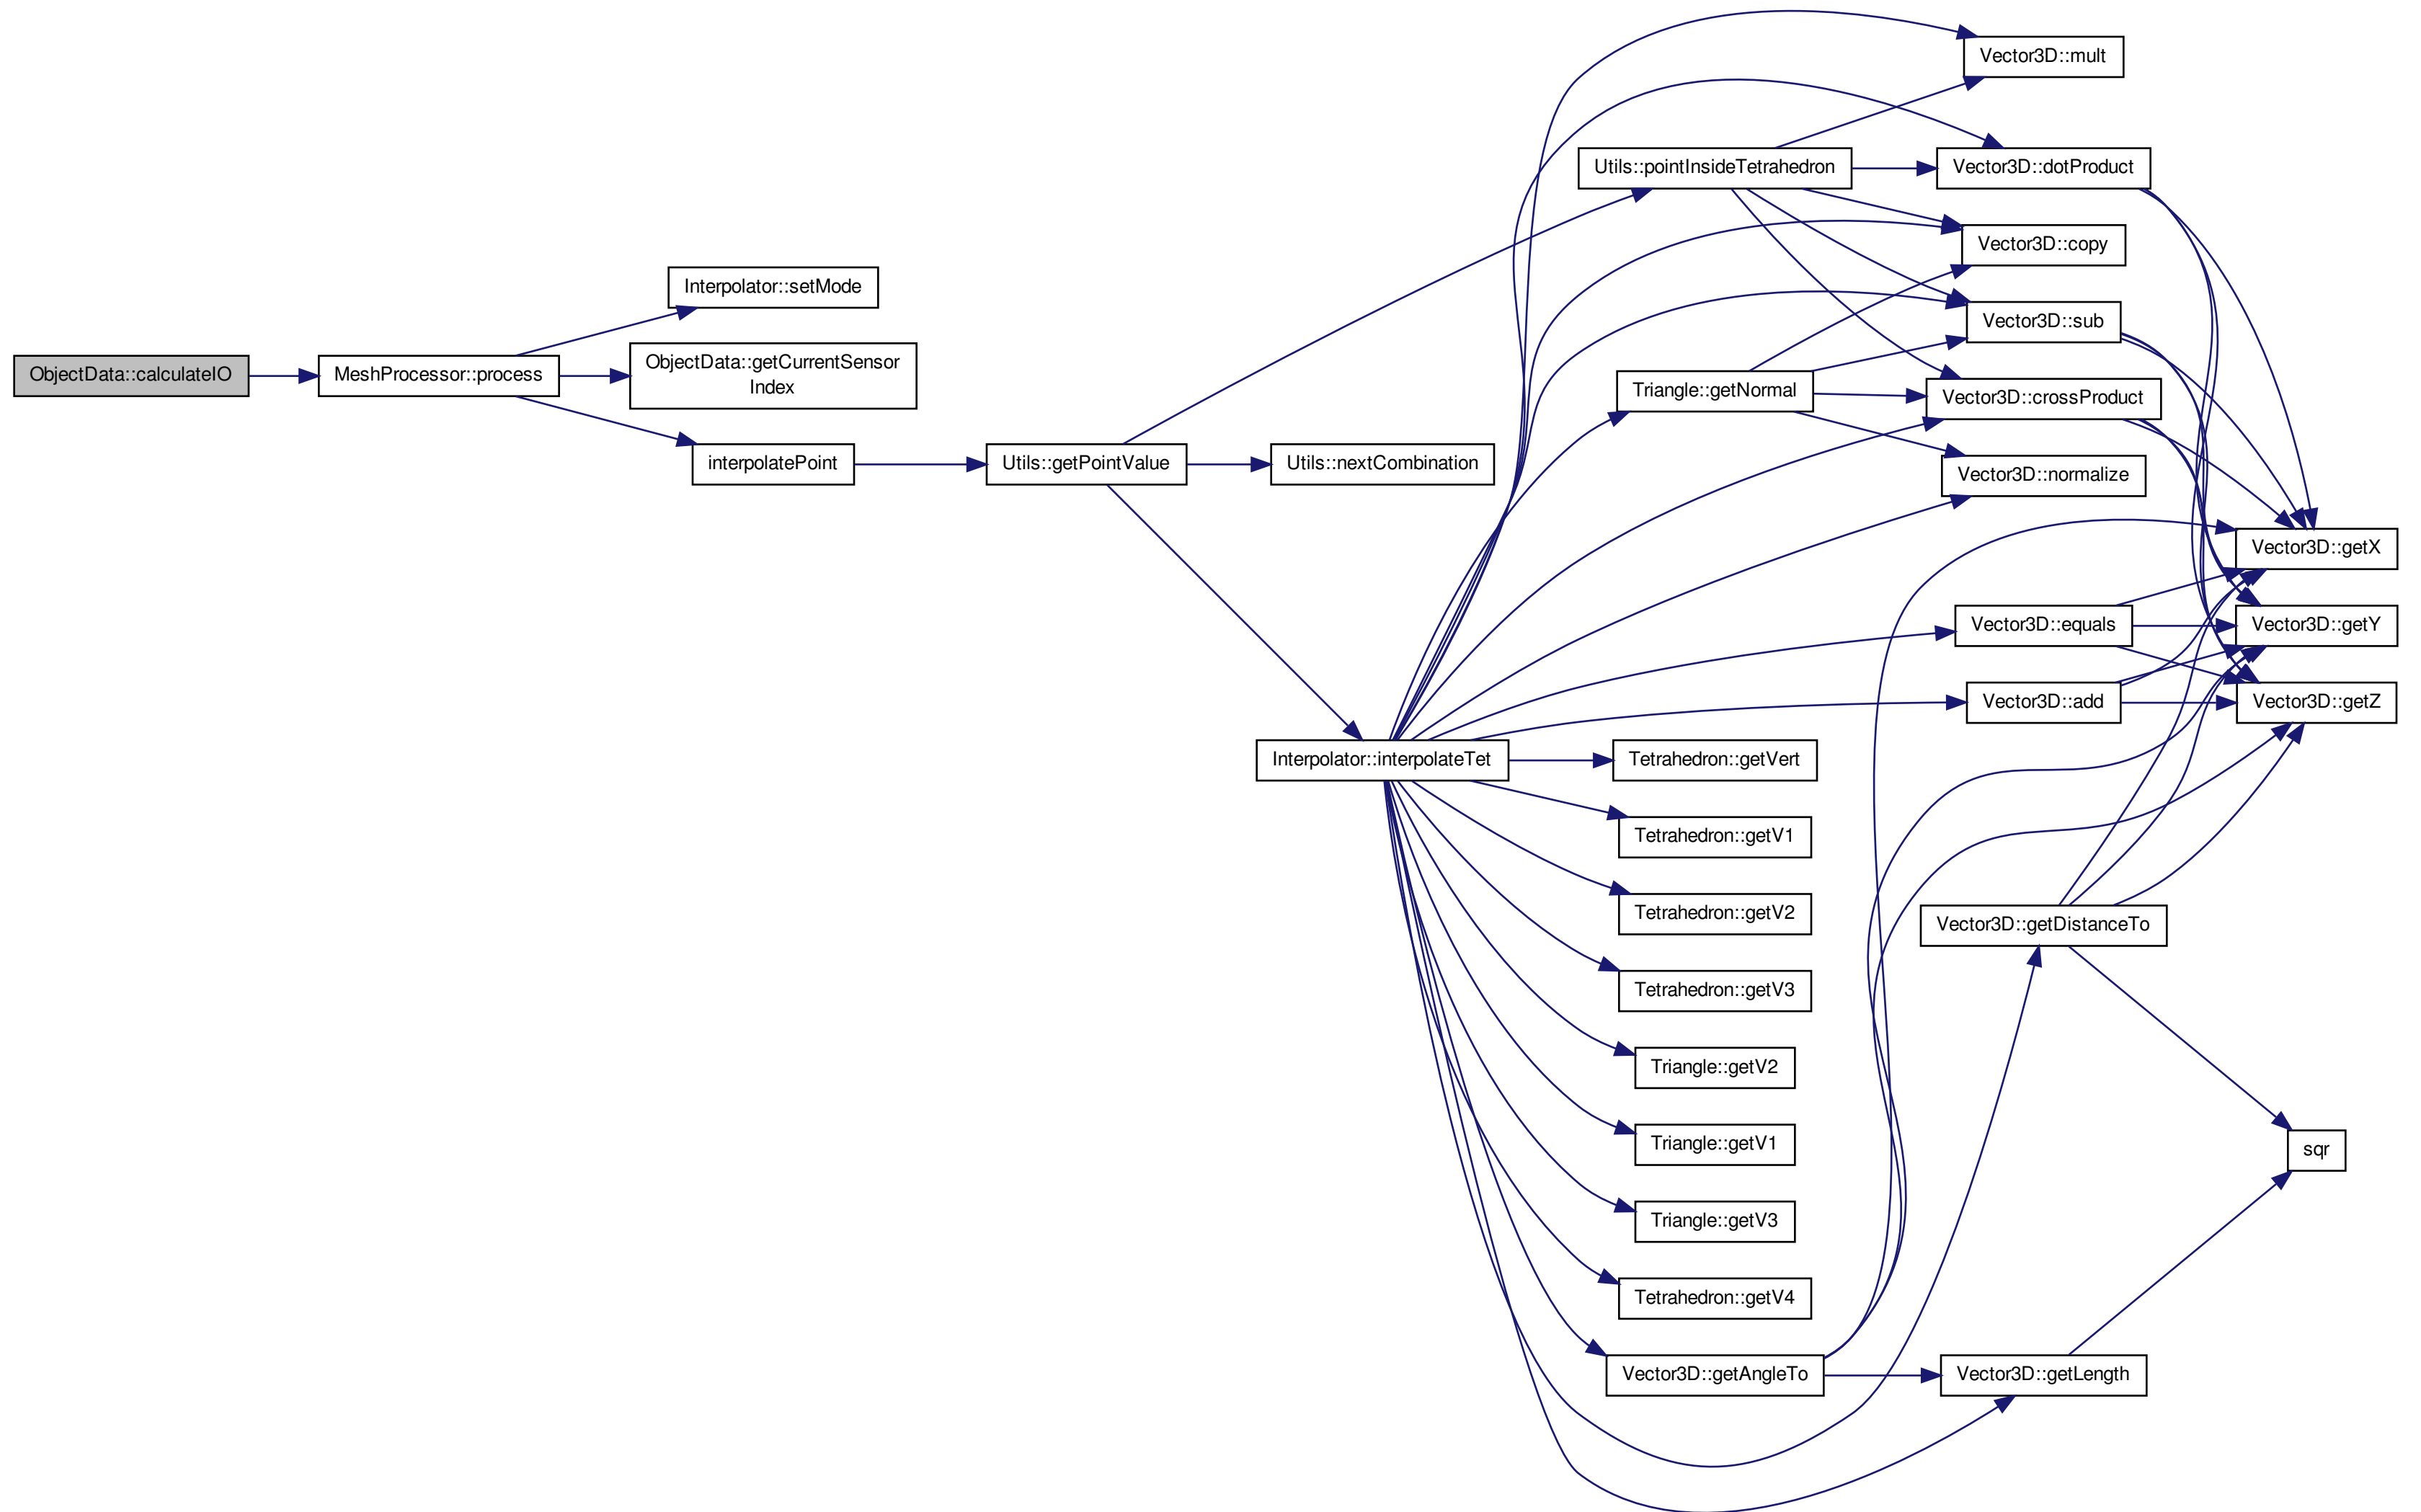 ObjectData::calculateIO
MeshProcessor::process
Interpolator::setMode
ObjectData::getCurrentSensor
Index
interpolatePoint
Utils::getPointValue
Utils::nextCombination
Interpolator::interpolateTet
Utils::pointInsideTetrahedron
Triangle::getNormal
Tetrahedron::getVert
Tetrahedron::getV1
Tetrahedron::getV2
Tetrahedron::getV3
Triangle::getV2
Triangle::getV1
Triangle::getV3
Tetrahedron::getV4
Vector3D::getAngleTo
Vector3D::mult
Vector3D::dotProduct
Vector3D::copy
Vector3D::sub
Vector3D::crossProduct
Vector3D::normalize
Vector3D::equals
Vector3D::add
Vector3D::getDistanceTo
Vector3D::getLength
Vector3D::getX
Vector3D::getY
Vector3D::getZ
sqr